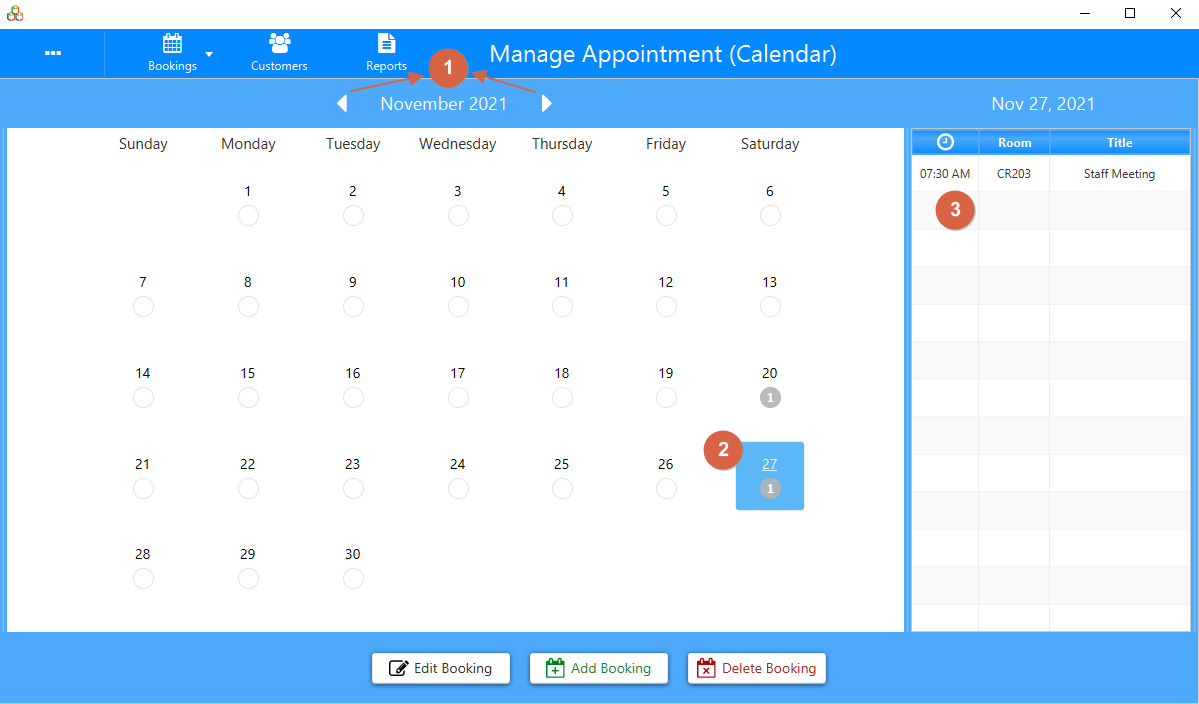 Bookings Customers Reports 1 Manage Appointment (Calendar)
November 2021 Nov 27, 2021
Sunday Monday Tuesday Wednesday Thursday Friday Saturday
1 2 3 4 5 6
7 8 9 10 11 12 13
14 15 16 17 18 19 20
1
21 22 23 24 25 26 2 27
1
28 29 30
Room Title
07:30 AM CR203 Staff Meeting
3
Edit Booking Add Booking Delete Booking